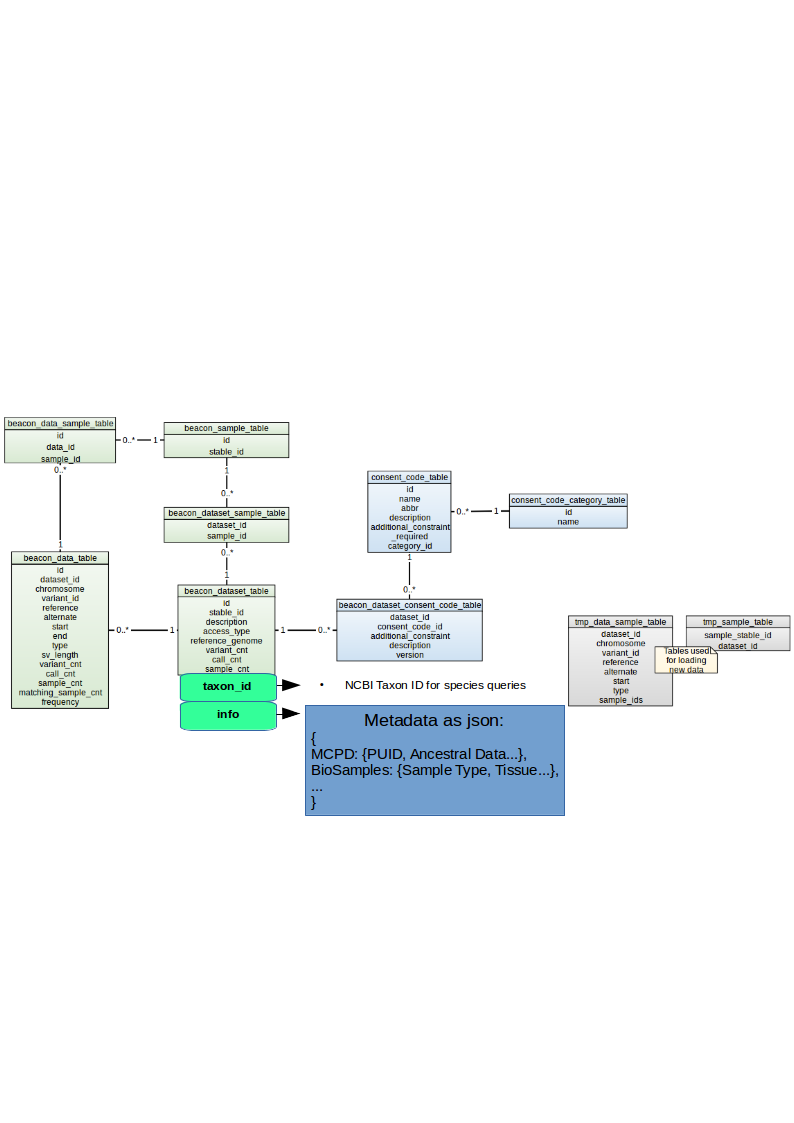 beacon_data_sample_table
id
data_id
sample_id
0..*
1
beacon_sample_table
id
stable_id
0..*
1
1
0..*
beacon_dataset_sample_table
dataset_id
sample_id
0..*
1
beacon_data_table
id
dataset_id
chromosome
variant_id
reference
alternate
start
end
type
sv_length
variant_cnt
call_cnt
sample_cnt
matching_sample_cnt
frequency
0..*
1
beacon_dataset_table
id
stable_id
description
access_type
reference_genome
variant_cnt
call_cnt
sample_cnt
taxon_id
info
1
0..*
consent_code_table
id
name
abbr
description
additional_constraint
_required
category_id
0..*
1
consent_code_category_table
id
name
1
0..*
beacon_dataset_consent_code_table
dataset_id
consent_code_id
additional_constraint
description
version
tmp_data_sample_table
dataset_id
chromosome
variant_id
reference
alternate
start
type
sample_ids
tmp_sample_table
sample_stable_id
dataset_id
Tables used
for loading
new data
• NCBI Taxon ID for species queries
Metadata as json:
{
MCPD: {PUID, Ancestral Data...},
BioSamples: {Sample Type, Tissue...},
...
}